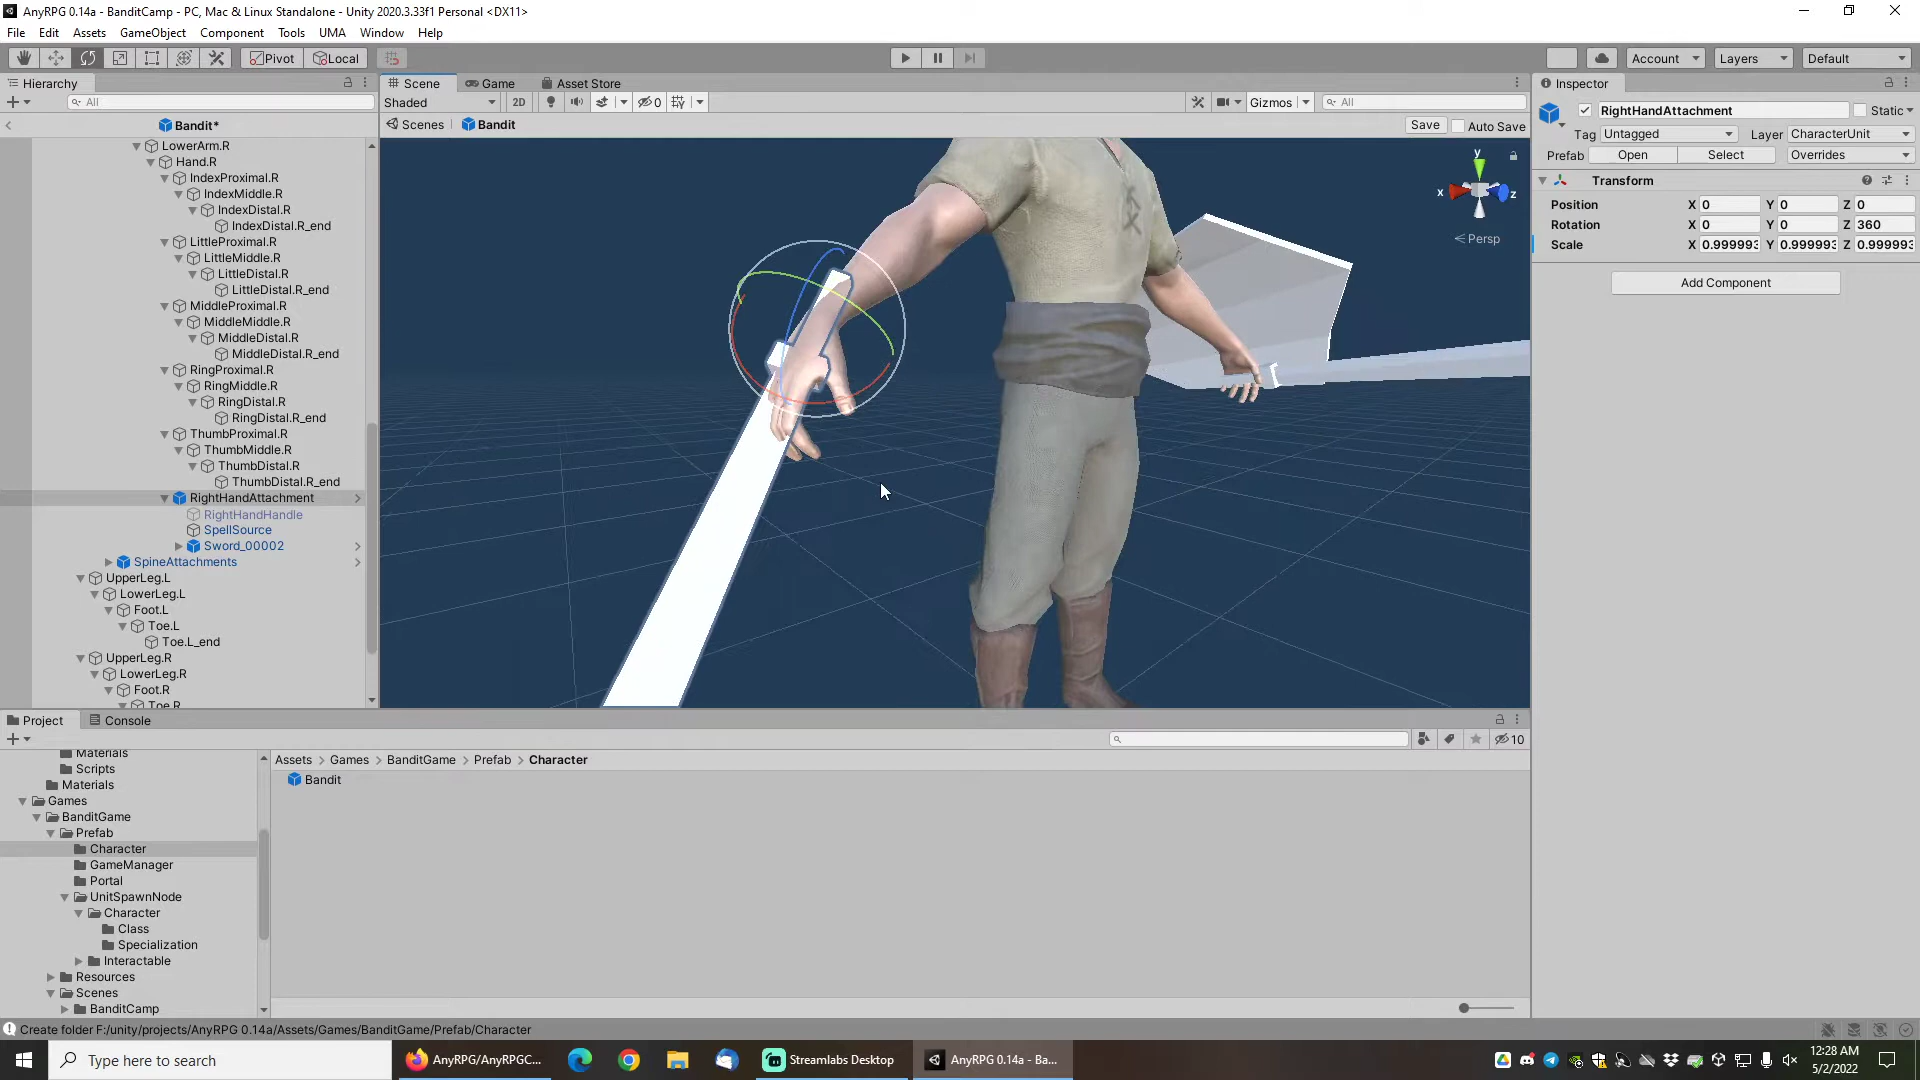 AnyRPG 0.14a - BanditCamp - PC, Mac & Linux Standalone - Unity 2020.3.33f1 Personal <DX11>
File Edit Assets GameObject Component Tools UMA Window Help
Pivot Local Account Layers Default
Hierarchy
All
Bandit*
LowerArm.R
Hand.R
IndexProximal.R
IndexMiddle.R
IndexDistal.R
IndexDistal.R_end
LittleProximal.R
LittleMiddle.R
LittleDistal.R
LittleDistal.R_end
MiddleProximal.R
MiddleMiddle.R
MiddleDistal.R
MiddleDistal.R_end
RingProximal.R
RingMiddle.R
RingDistal.R
RingDistal.R_end
ThumbProximal.R
ThumbMiddle.R
ThumbDistal.R
ThumbDistal.R_end
RightHandAttachment
RightHandHandle
SpellSource
Sword_00002
SpineAttachments
UpperLeg.L
LowerLeg.L
Foot.L
Toe.L
Toe.L_end
UpperLeg.R
LowerLeg.R
Foot.R
Toe.R
Scene Game Asset Store
Shaded 2D 0 Gizmos All
Scenes Bandit Save Auto Save
y
x
z
Persp
Inspector
RightHandAttachment Static
Tag Untagged Layer CharacterUnit
Prefab Open Select Overrides
Transform
Position X 0 Y 0 Z 0
Rotation X 0 Y 0 Z 360
Scale X 0.999993 Y 0.999993 Z 0.999993
Add Component
Project Console
10
Materials
Scripts
Materials
Games
BanditGame
Prefab
Character
GameManager
Portal
UnitSpawnNode
Character
Class
Specialization
Interactable
Resources
Scenes
BanditCamp
Assets Games BanditGame Prefab Character
Bandit
Create folder F:/unity/projects/AnyRPG 0.14a/Assets/Games/BanditGame/Prefab/Character
Type here to search
AnyRPG/AnyRPGC...
Streamlabs Desktop
AnyRPG 0.14a - Ba...
12:28 AM
5/2/2022